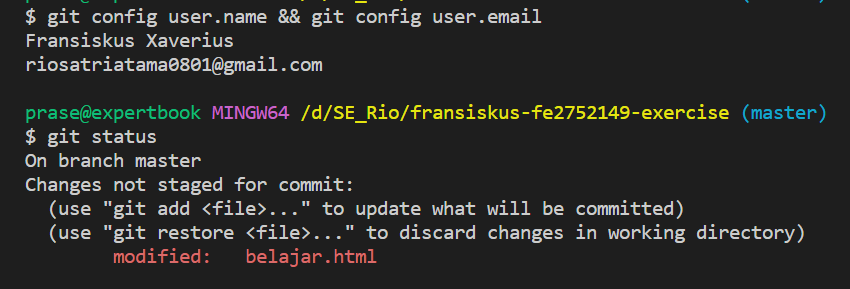 $ git config user.name && git config user.email
Fransiskus Xaverius
riosatriatama0801@gmail.com
prase@expertbook MINGW64 /d/SE_Rio/fransiskus-fe2752149-exercise (master)
$ git status
On branch master
Changes not staged for commit:
  (use "git add <file>..." to update what will be committed)
  (use "git restore <file>..." to discard changes in working directory)
        modified:   belajar.html